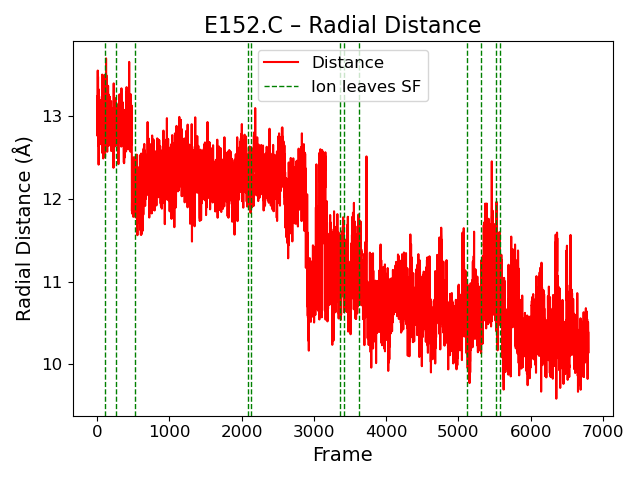 E152.C – Radial Distance
Distance
Ion leaves SF
Radial Distance (Å)
13
12
11
10
0 1000 2000 3000 4000 5000 6000 7000
Frame